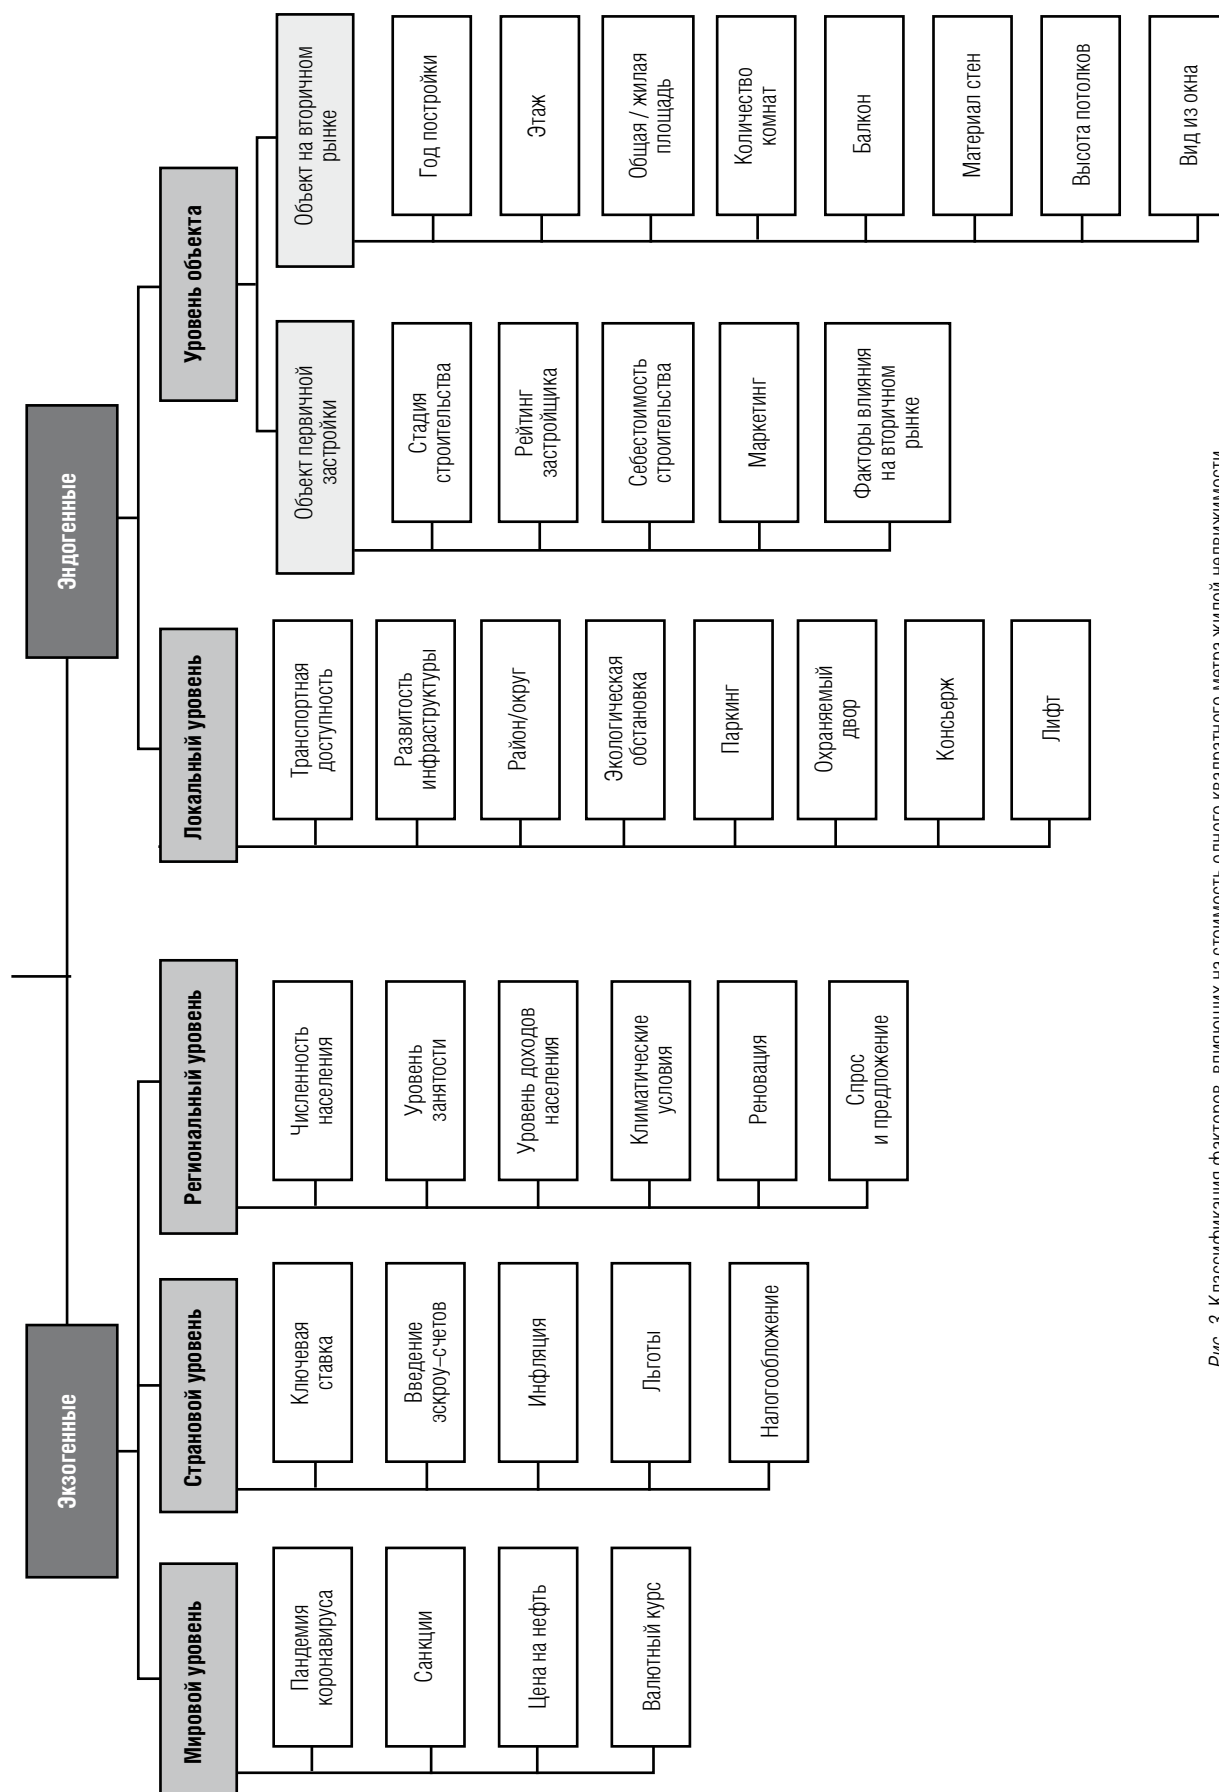 Экзогенные
Эндогенные
Мировой уровень
Пандемия
коронавируса
Санкции
Цена на нефть
Валютный курс
Страновой уровень
Ключевая
ставка
Введение
эскроу–счетов
Инфляция
Льготы
Налогообложение
Региональный уровень
Численность
населения
Уровень
занятости
Уровень доходов
населения
Климатические
условия
Реновация
Спрос
и предложение
Локальный уровень
Транспортная
доступность
Развитость
инфраструктуры
Район/округ
Экологическая
обстановка
Паркинг
Охраняемый
двор
Консьерж
Лифт
Уровень объекта
Объект первичной
застройки
Стадия
строительства
Рейтинг
застройщика
Себестоимость
строительства
Маркетинг
Факторы влияния
на вторичном
рынке
Объект на вторичном
рынке
Год постройки
Этаж
Общая / жилая
площадь
Количество
комнат
Балкон
Материал стен
Высота потолков
Вид из окна
Рис. 3. Классификация факторов, влияющих на стоимость одного квадратного метра жилой недвижимости